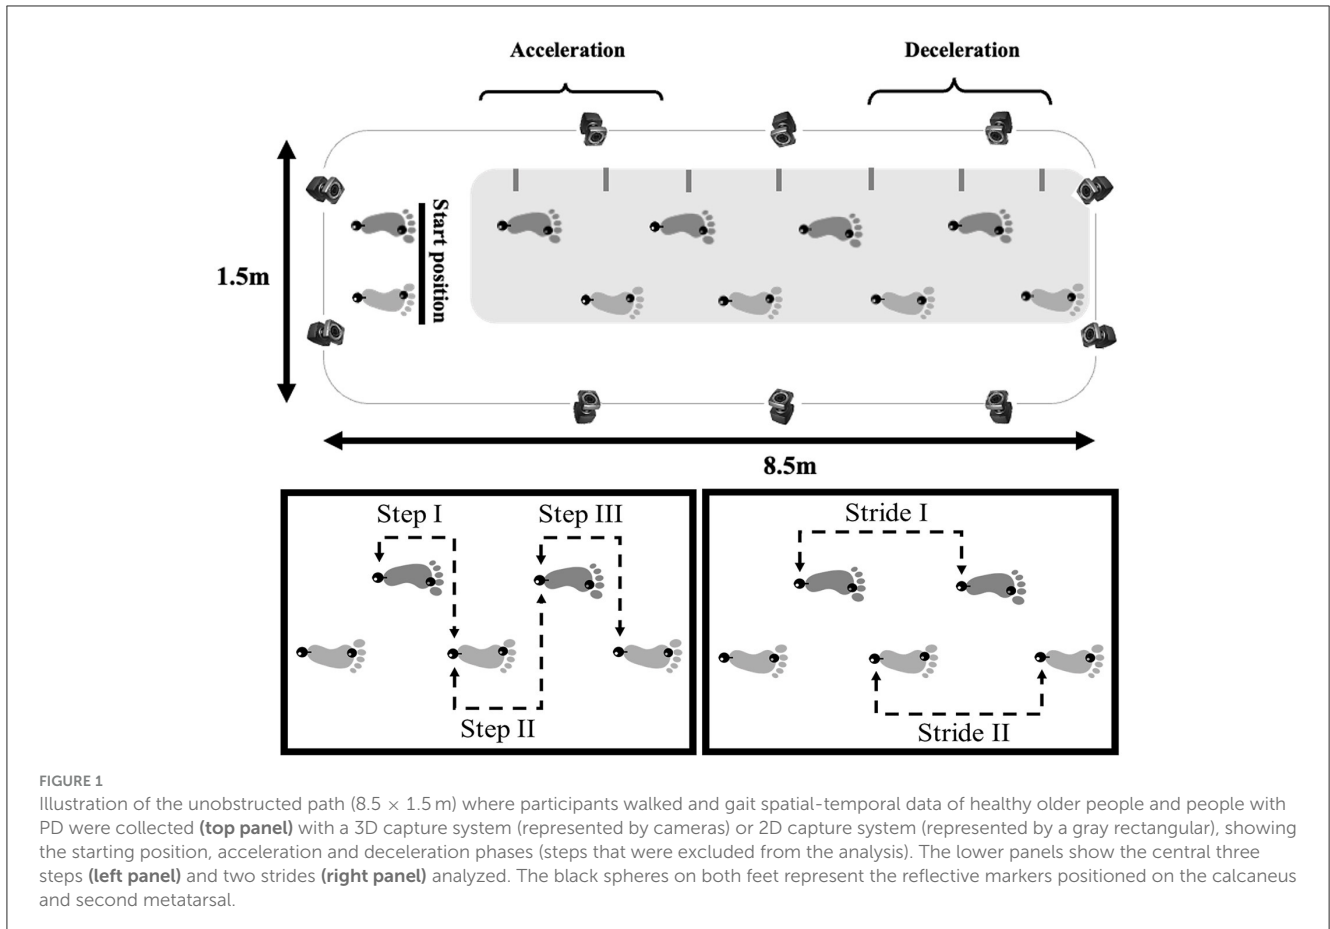 Acceleration
Deceleration
Start position
1.5m
8.5m
Step I
Step III
Step II
Stride I
Stride II
FIGURE 1
Illustration of the unobstructed path (8.5 × 1.5 m) where participants walked and gait spatial-temporal data of healthy older people and people with
PD were collected (top panel) with a 3D capture system (represented by cameras) or 2D capture system (represented by a gray rectangular), showing
the starting position, acceleration and deceleration phases (steps that were excluded from the analysis). The lower panels show the central three
steps (left panel) and two strides (right panel) analyzed. The black spheres on both feet represent the reflective markers positioned on the calcaneus
and second metatarsal.